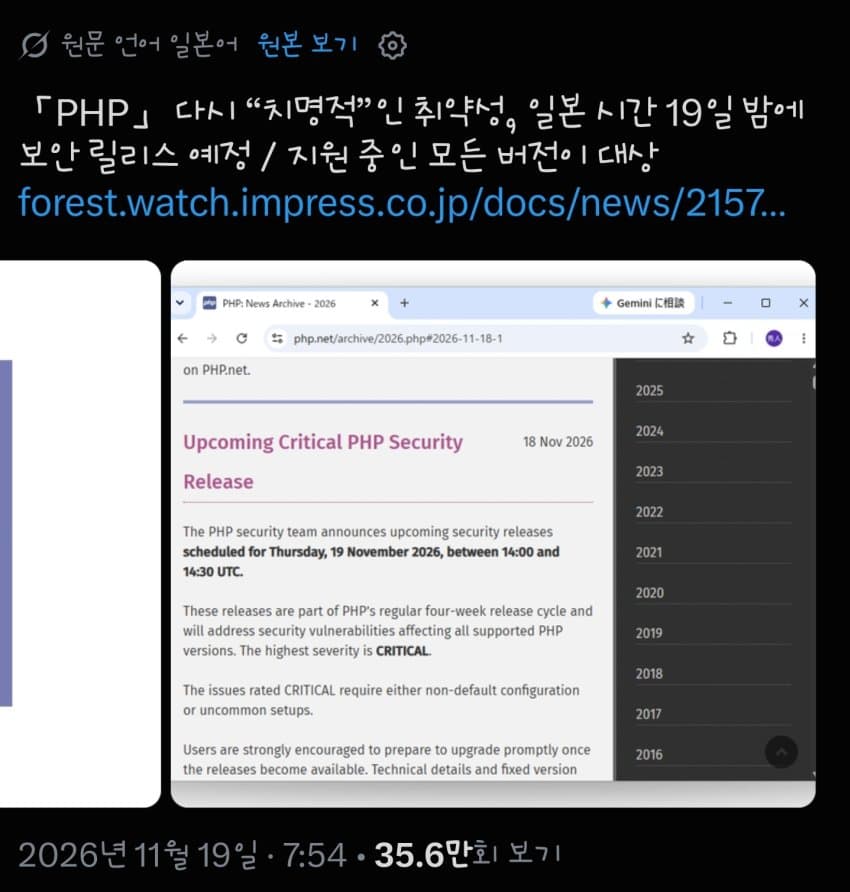 원문 언어 일본어 원본 보기
「PHP」 다시 “치명적”인 취약성, 일본 시간 19일 밤에
보안 릴리스 예정 / 지원 중인 모든 버전이 대상
forest.watch.impress.co.jp/docs/news/2157...
PHP: News Archive - 2026
Gemini に相談
php.net/archive/2026.php#2026-11-18-1
on PHP.net.
Upcoming Critical PHP Security
Release
18 Nov 2026
The PHP security team announces upcoming security releases
scheduled for Thursday, 19 November 2026, between 14:00 and
14:30 UTC.
These releases are part of PHP's regular four-week release cycle and
will address security vulnerabilities affecting all supported PHP
versions. The highest severity is CRITICAL.
The issues rated CRITICAL require either non-default configuration
or uncommon setups.
Users are strongly encouraged to prepare to upgrade promptly once
the releases become available. Technical details and fixed version
2025
2024
2023
2022
2021
2020
2019
2018
2017
2016
2026년 11월 19일 · 7:54 • 35.6만회 보기